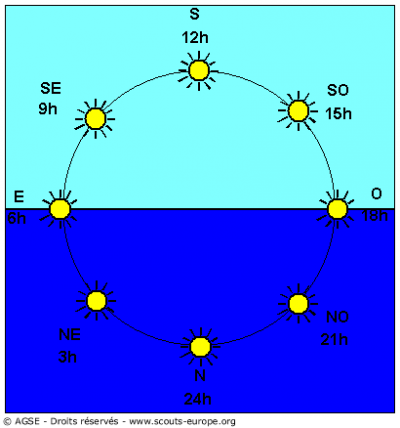 S
12h
SE
9h
SO
15h
E
6h
O
18h
NE
3h
NO
21h
N
24h
© AGSE - Droits réservés - www.scouts-europe.org